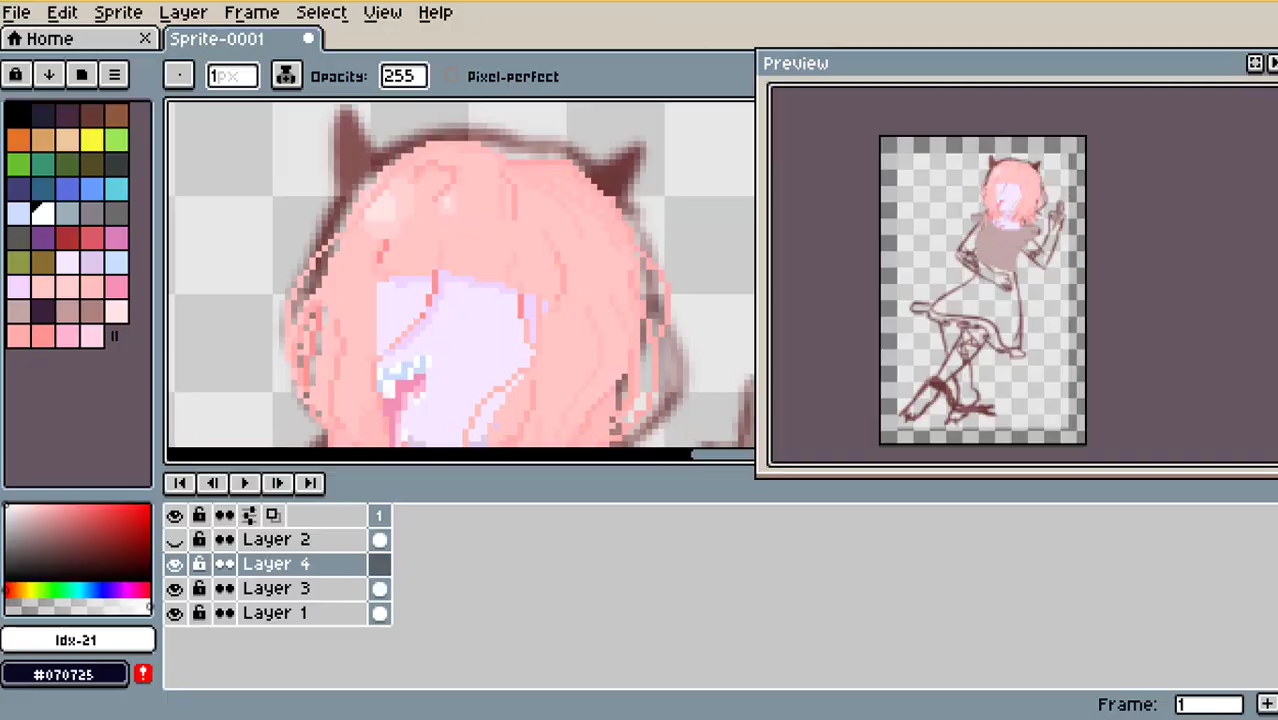 File Edit Sprite Layer Frame Select View Help
Home Sprite-0001
1px Opacity: 255 Pixel-perfect
Preview
1
Layer 2
Layer 4
Layer 3
Layer 1
Idx-21
#070725
Frame: 1